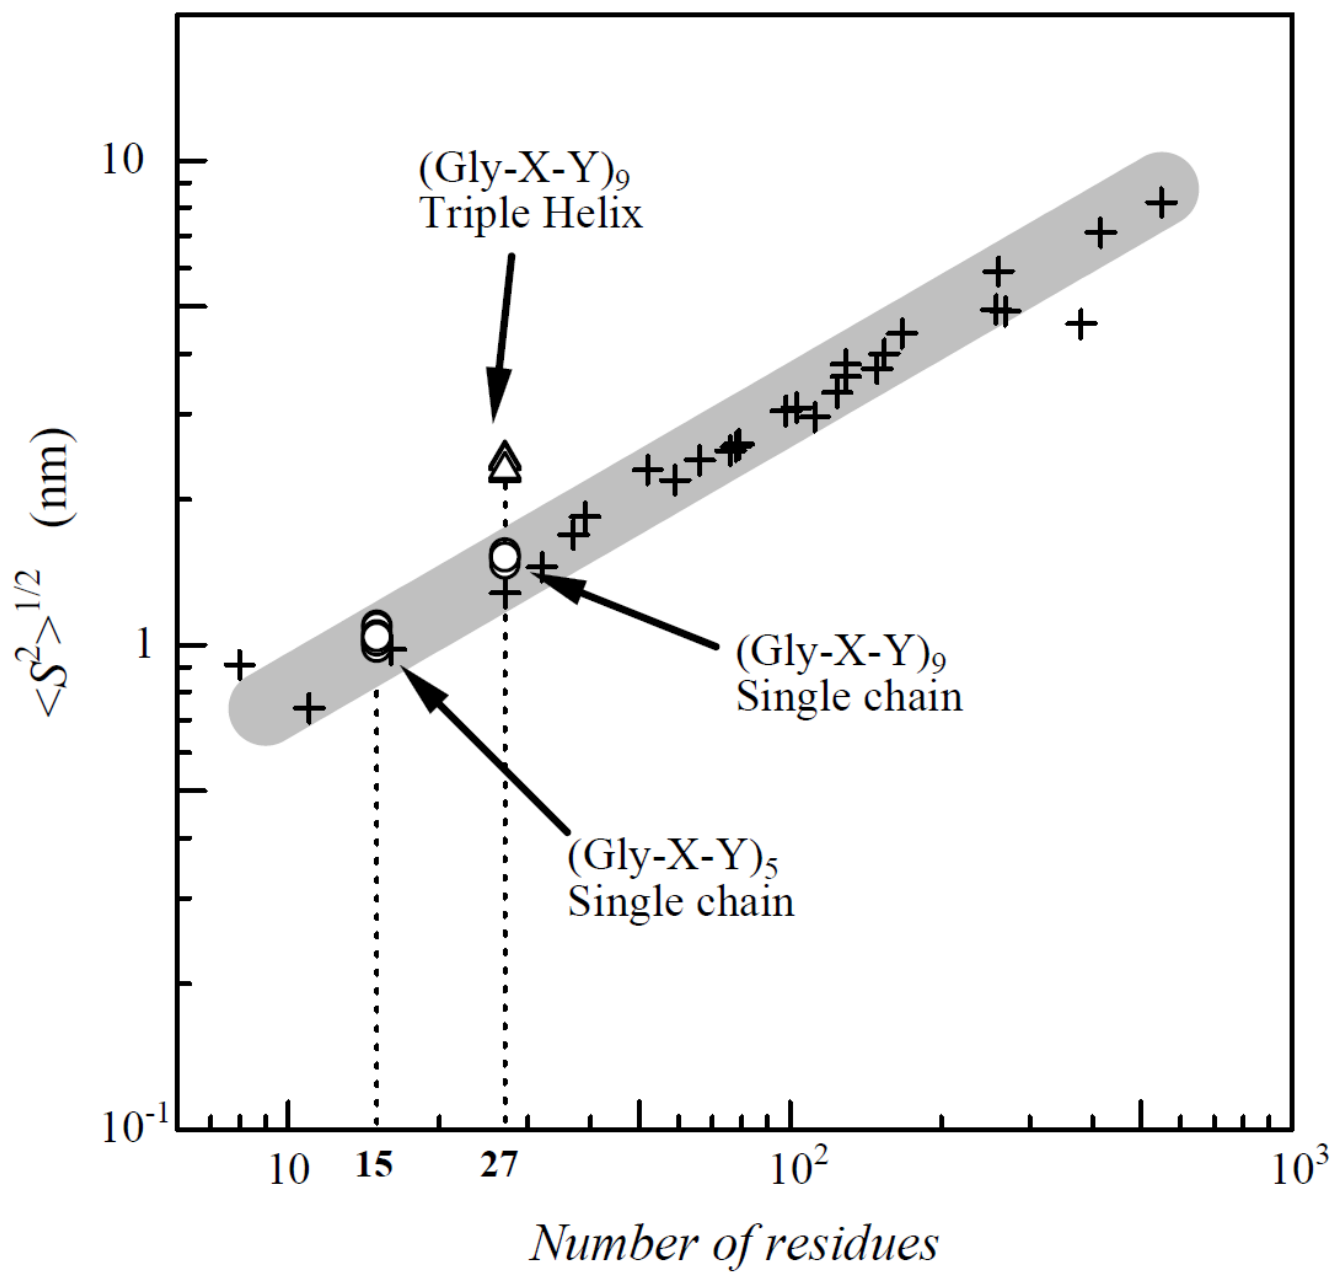 10
(Gly-X-Y)₉
Triple Helix
<S²>^1/2 (nm)
1
(Gly-X-Y)₉
Single chain
(Gly-X-Y)₅
Single chain
10⁻¹
10 15 27 10² 10³
Number of residues